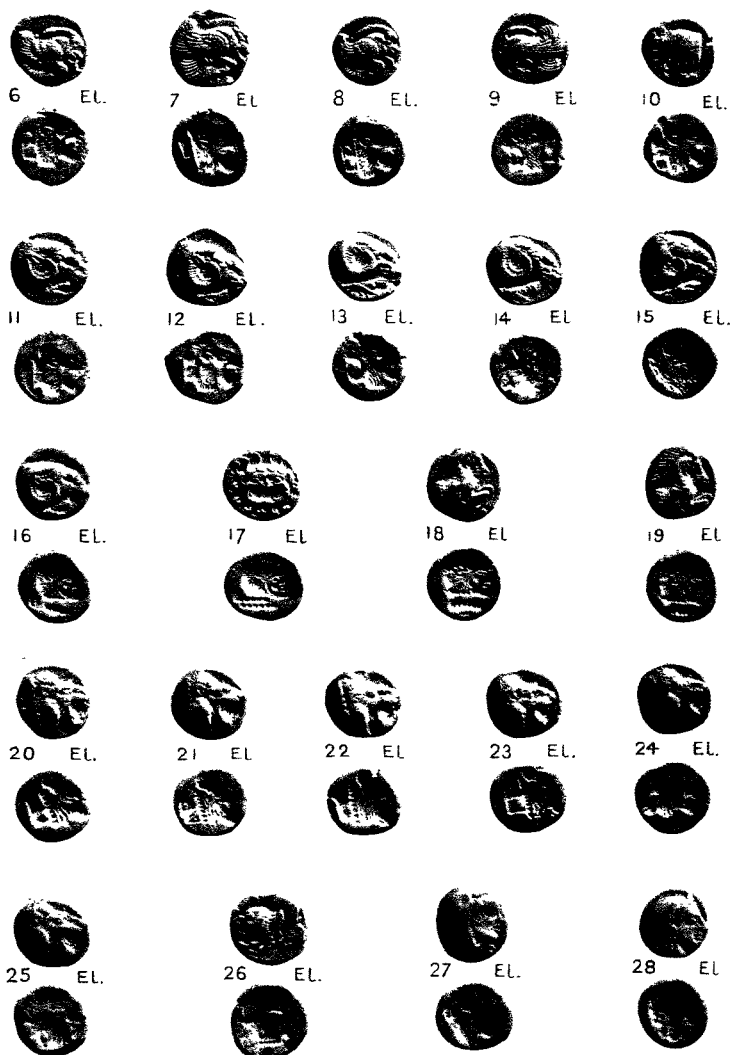 6 EL. 7 EL 8 EL. 9 EL 10 EL.
11 EL. 12 EL. 13 EL. 14 EL 15 EL.
16 EL. 17 EL 18 EL 19 EL
20 EL. 21 EL 22 EL 23 EL. 24 EL.
25 EL. 26 EL. 27 EL 28 EL